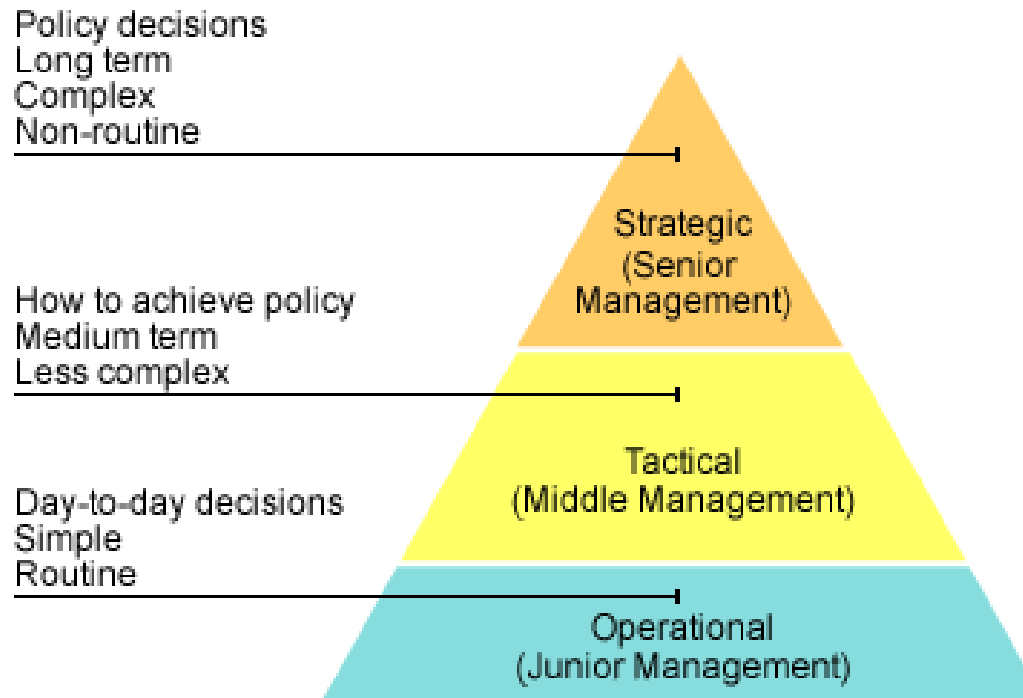 Policy decisions
Long term
Complex
Non-routine
Strategic
(Senior
Management)
How to achieve policy
Medium term
Less complex
Tactical
(Middle Management)
Day-to-day decisions
Simple
Routine
Operational
(Junior Management)